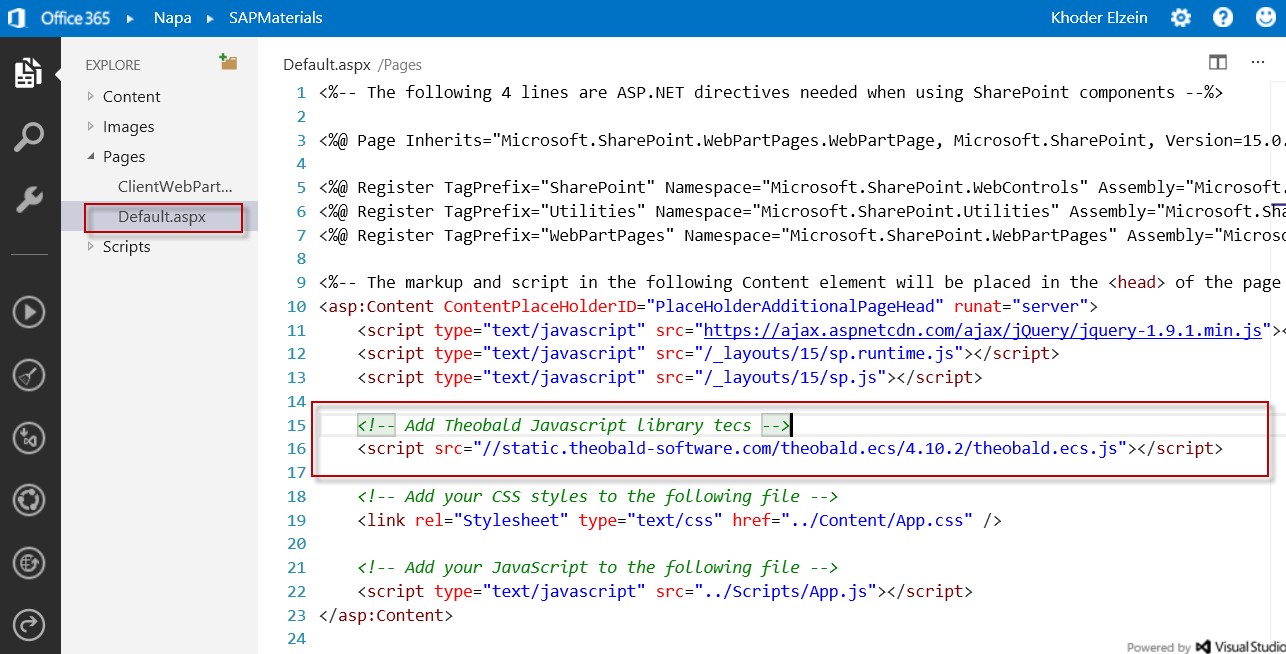 Office 365 ▸ Napa ▸ SAPMaterials Khoder Elzein ?
EXPLORE
Content
Images
Pages
ClientWebPart...
Default.aspx
Scripts
Default.aspx /Pages ...
1 <%-- The following 4 lines are ASP.NET directives needed when using SharePoint components --%>
2
3 <%@ Page Inherits="Microsoft.SharePoint.WebPartPages.WebPartPage, Microsoft.SharePoint, Version=15.0.
4
5 <%@ Register TagPrefix="SharePoint" Namespace="Microsoft.SharePoint.WebControls" Assembly="Microsoft.
6 <%@ Register TagPrefix="Utilities" Namespace="Microsoft.SharePoint.Utilities" Assembly="Microsoft.Sha
7 <%@ Register TagPrefix="WebPartPages" Namespace="Microsoft.SharePoint.WebPartPages" Assembly="Microso
8
9 <%-- The markup and script in the following Content element will be placed in the <head> of the page
10 <asp:Content ContentPlaceHolderID="PlaceHolderAdditionalPageHead" runat="server">
11 <script type="text/javascript" src="https://ajax.aspnetcdn.com/ajax/jQuery/jquery-1.9.1.min.js"><
12 <script type="text/javascript" src="/_layouts/15/sp.runtime.js"></script>
13 <script type="text/javascript" src="/_layouts/15/sp.js"></script>
14
15 <!-- Add Theobald Javascript library tecs -->
16 <script src="//static.theobald-software.com/theobald.ecs/4.10.2/theobald.ecs.js"></script>
17
18 <!-- Add your CSS styles to the following file -->
19 <link rel="Stylesheet" type="text/css" href="../Content/App.css" />
20
21 <!-- Add your JavaScript to the following file -->
22 <script type="text/javascript" src="../Scripts/App.js"></script>
23 </asp:Content>
24
Powered by Visual Studio